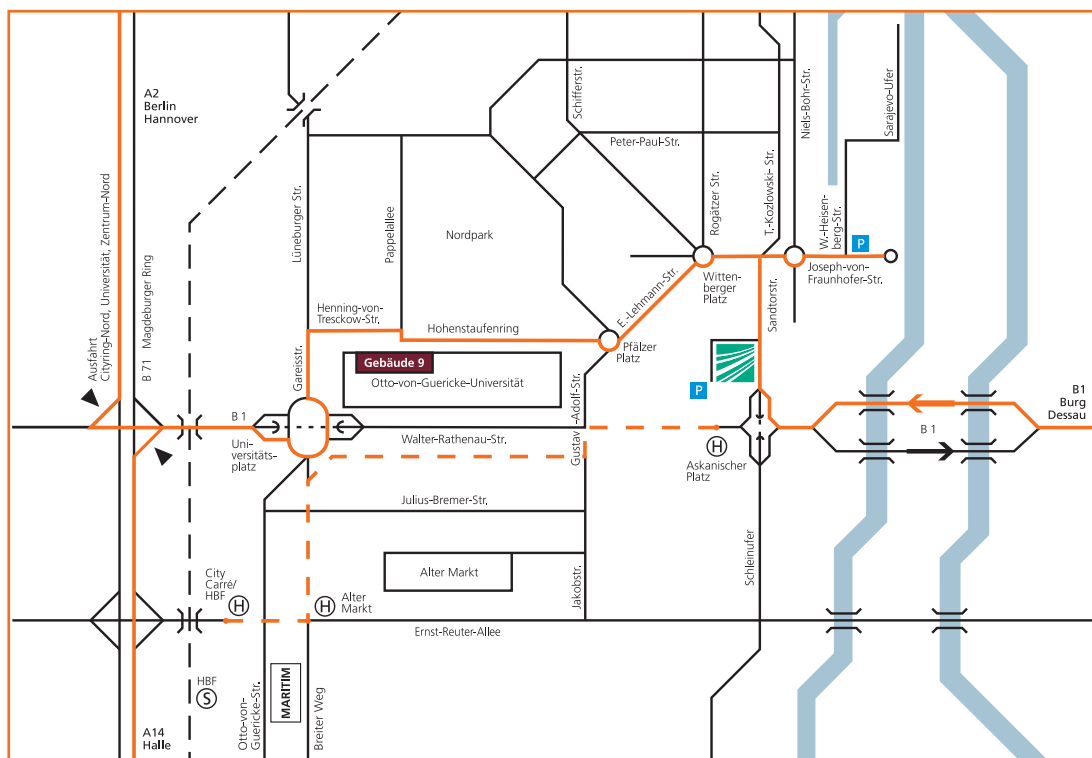 A2
Berlin
Hannover
Ausfahrt
Cityring-Nord, Universität, Zentrum-Nord
B 71 Magdeburger Ring
Lüneburger Str.
Pappelallee
Nordpark
Schifferstr.
Peter-Paul-Str.
Rogätzer Str.
T.-Kozlowski- Str.
Niels-Bohr-Str.
W.-Heisen-
berg-Str.
Sarajevo-Ufer
P
Joseph-von-
Fraunhofer-Str.
Witten-
berger
Platz
Sandtorstr.
E.-Lehmann-Str.
Henning-von-
Tresckow-Str.
Hohenstaufenring
Pfälzer
Platz
Gareisstr.
Gebäude 9
Otto-von-Guericke-Universität
P
Gustav -Adolf-Str.
B1
Burg
Dessau
B 1
B 1
Uni-
versitäts-
platz
Walter-Rathenau-Str.
H
Askanischer
Platz
Julius-Bremer-Str.
Schleinufer
City
Carré/
HBF
H
H
Alter
Markt
Alter Markt
Jakobstr.
Ernst-Reuter-Allee
HBF
S
Otto-von-
Guericke-Str.
MARITIM
Breiter Weg
A14
Halle